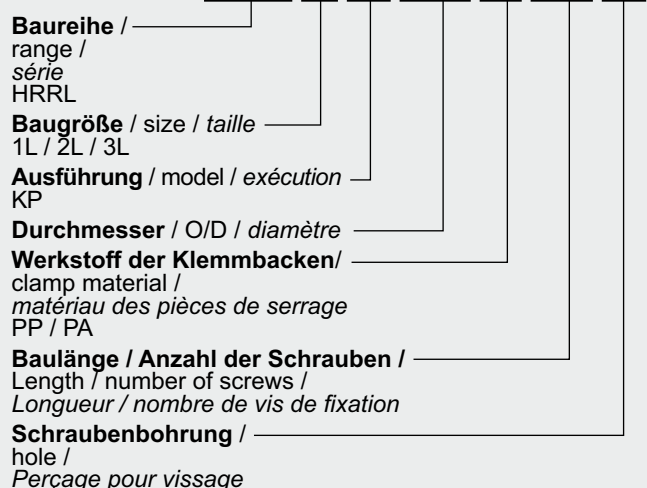 Baureihe /
range /
série
HRRL
Baugröße / size / taille
1L / 2L / 3L
Ausführung / model / exécution
KP
Durchmesser / O/D / diamètre
Werkstoff der Klemmbacken/
clamp material /
matériau des pièces de serrage
PP / PA
Baulänge / Anzahl der Schrauben /
Length / number of screws /
Longueur / nombre de vis de fixation
Schraubenbohrung /
hole /
Perçage pour vissage